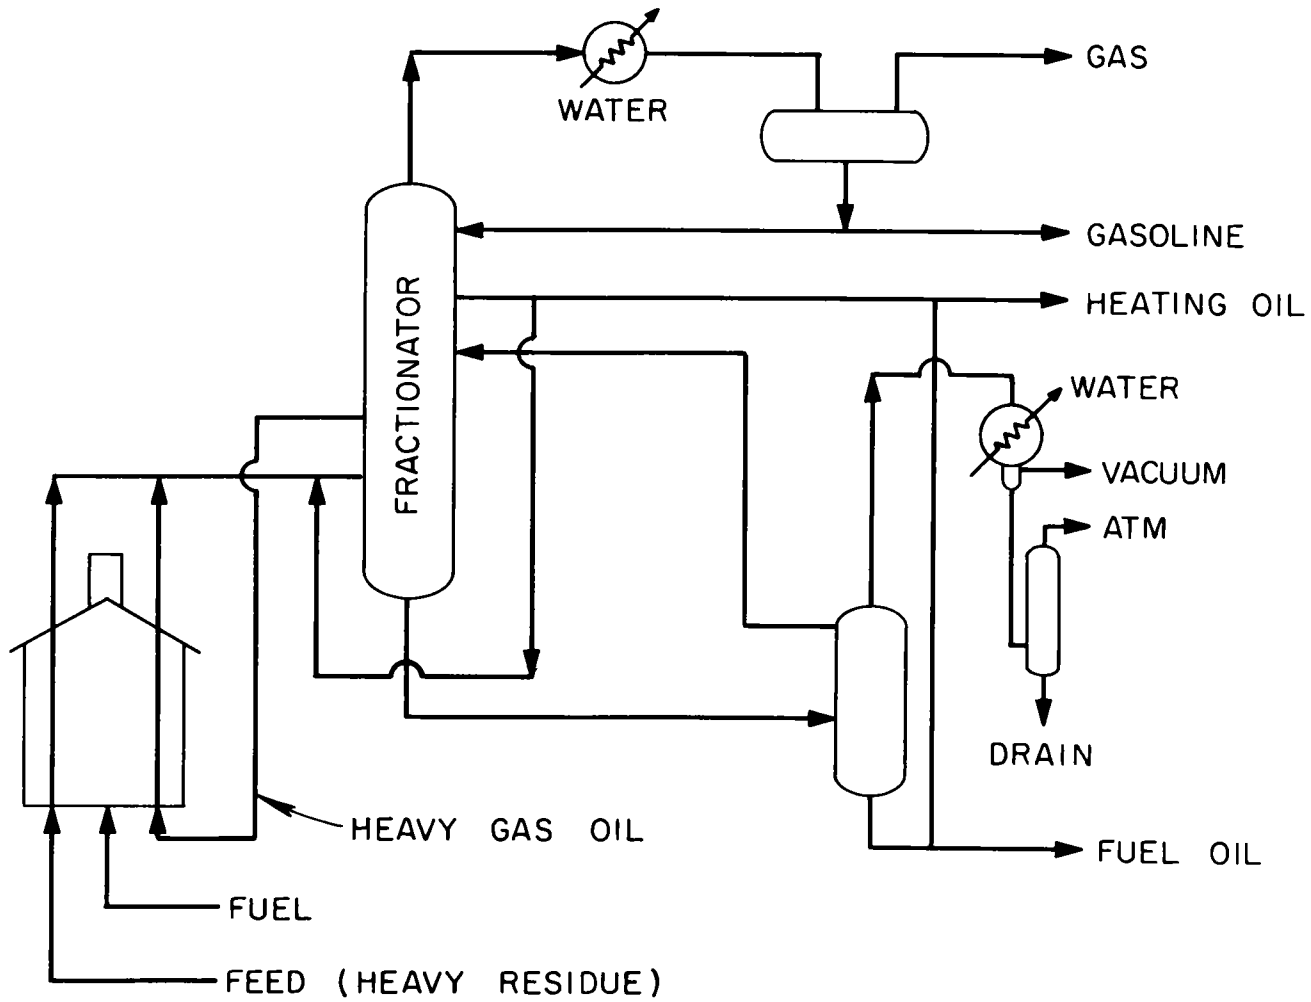 GAS
WATER
GASOLINE
FRACTIONATOR
HEATING OIL
WATER
VACUUM
ATM
DRAIN
HEAVY GAS OIL
FUEL OIL
FUEL
FEED (HEAVY RESIDUE)